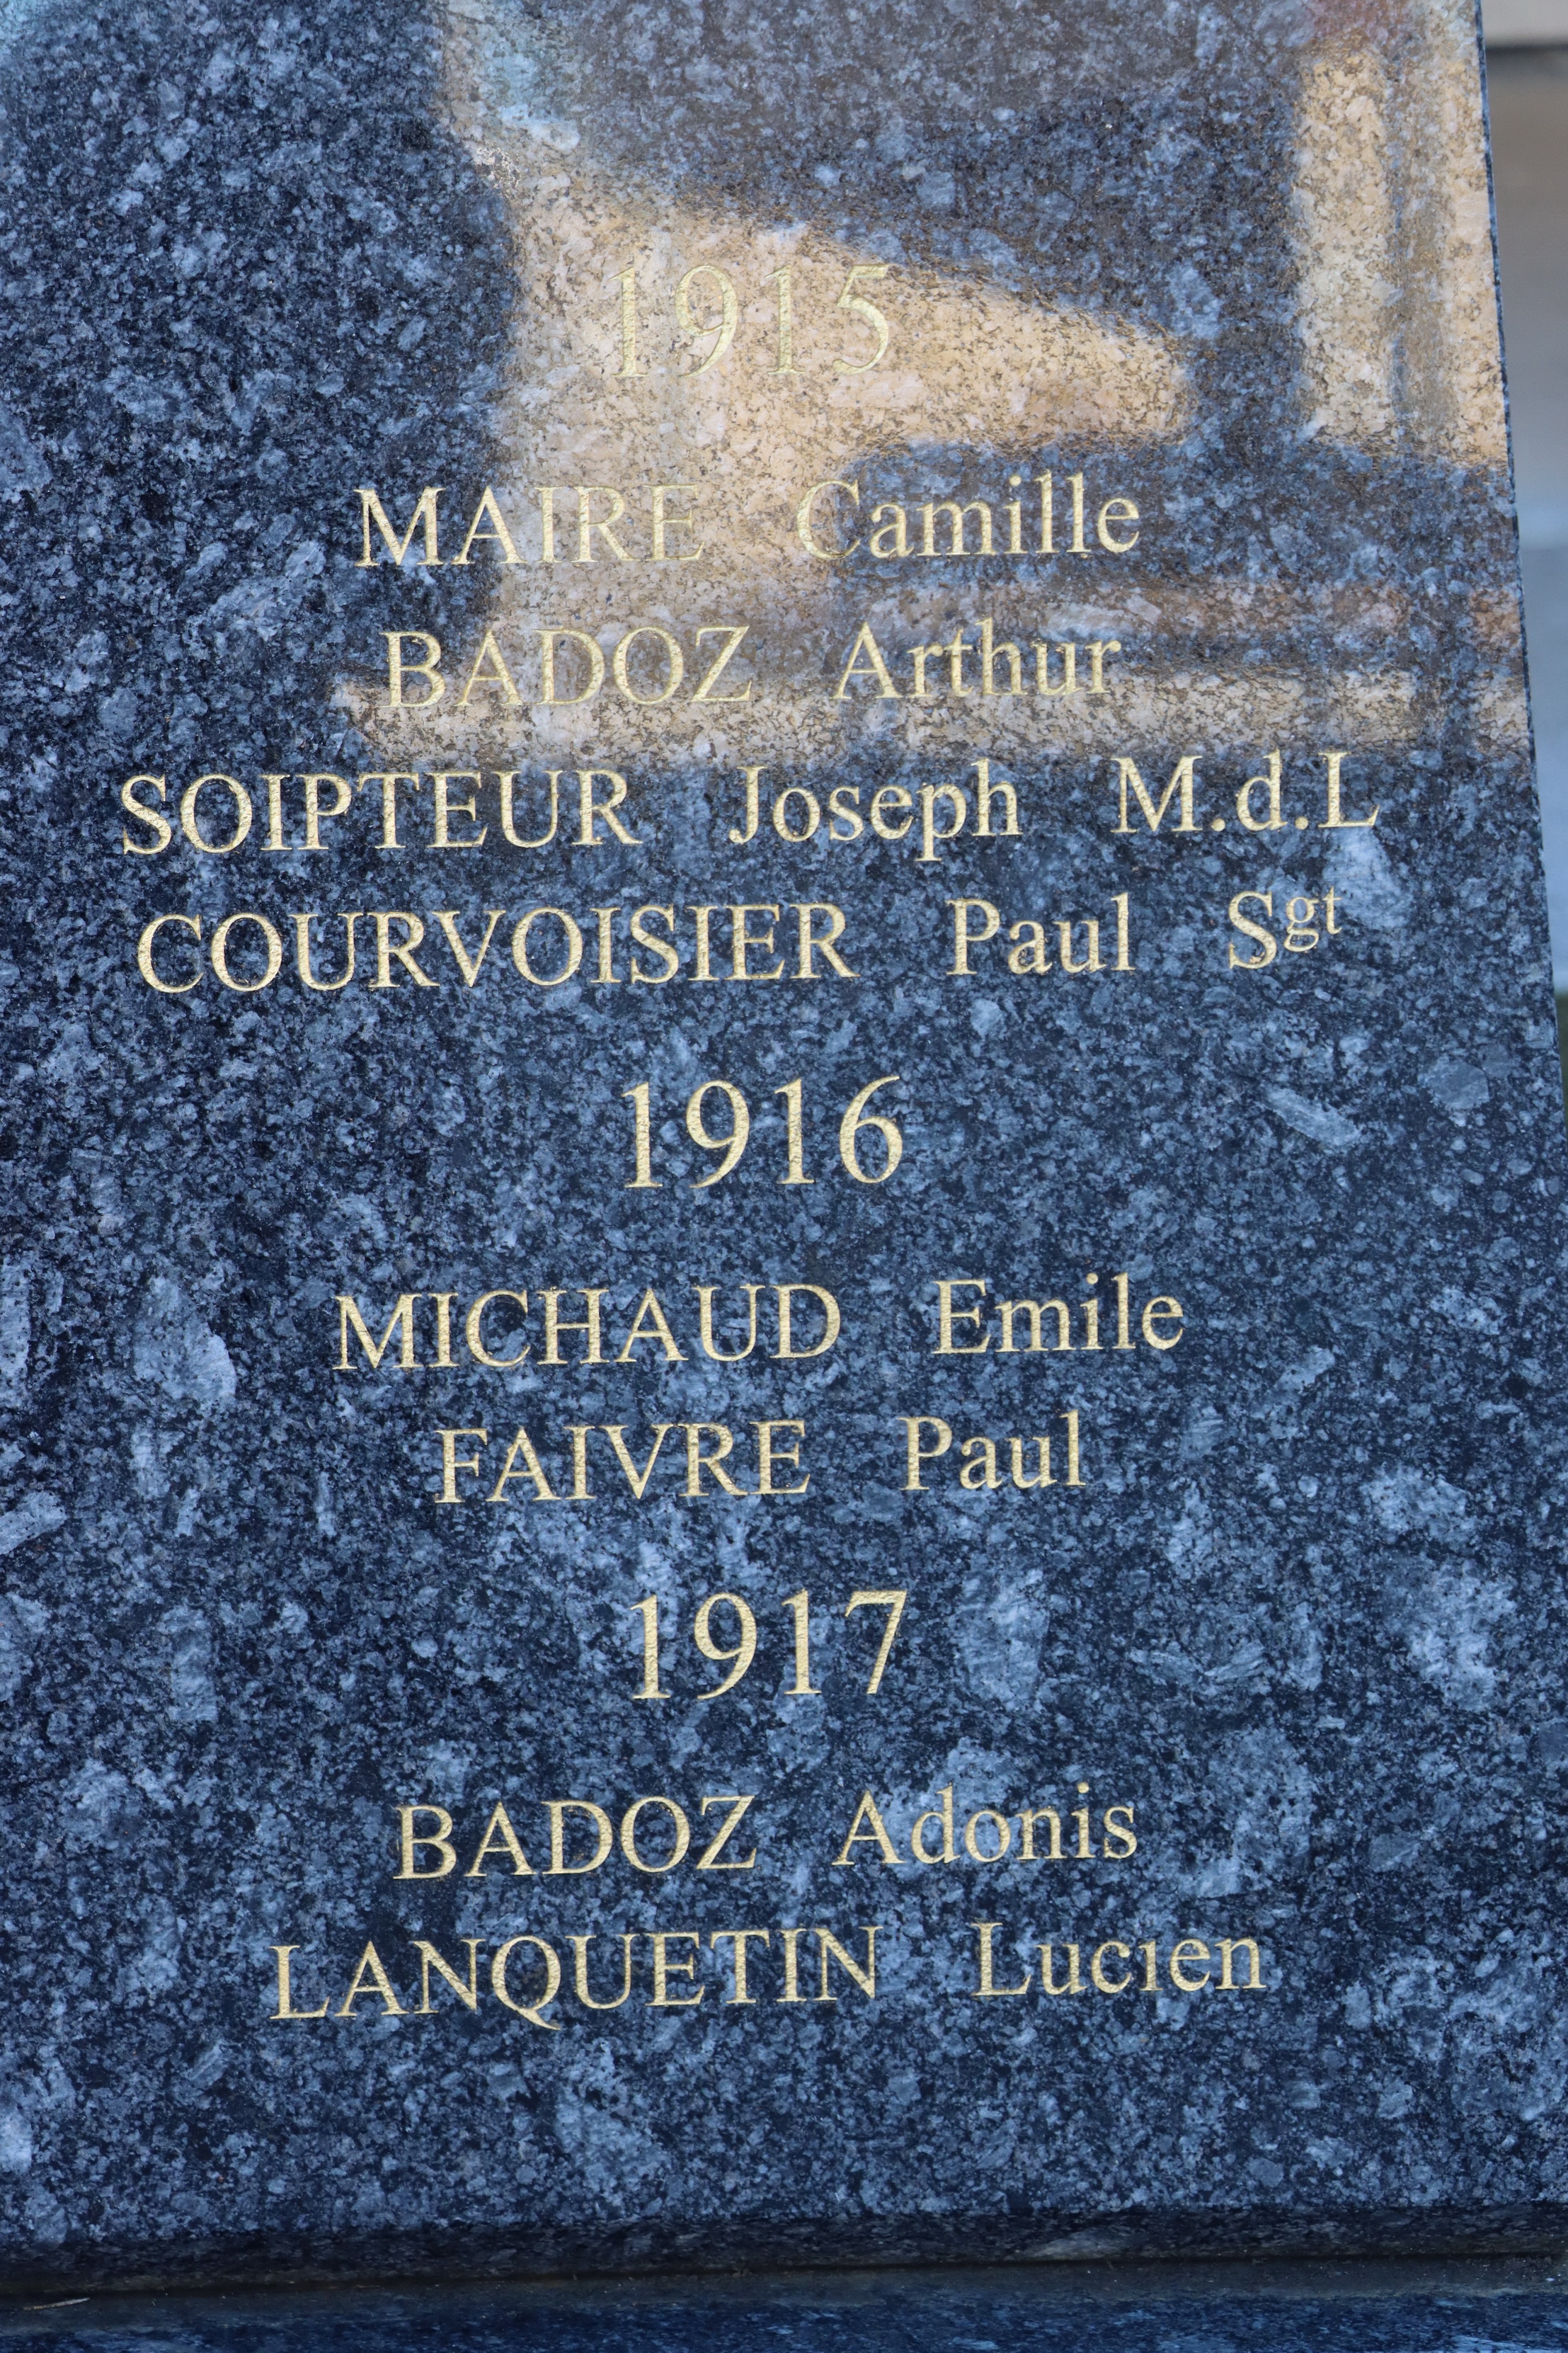 1915
MAIRE Camille
BADOZ Arthur
SOIPTEUR Joseph M.d.L
COURVOISIER Paul Sgt
1916
MICHAUD Emile
FAIVRE Paul
1917
BADOZ Adonis
LANQUETIN Lucien